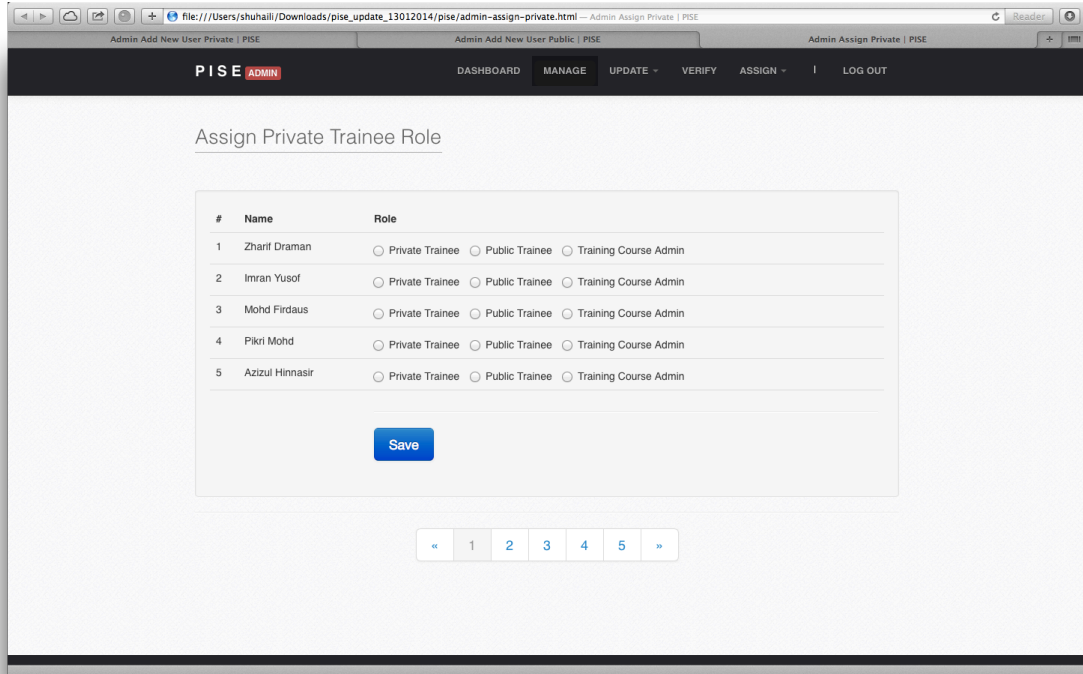 file:///Users/shuhaili/Downloads/pise_update_13012014/pise/admin-assign-private.html — Admin Assign Private | PISE Reader
Admin Add New User Private | PISE Admin Add New User Public | PISE Admin Assign Private | PISE
PISE ADMIN DASHBOARD MANAGE UPDATE VERIFY ASSIGN | LOG OUT
Assign Private Trainee Role
# Name Role
1 Zharif Draman Private Trainee Public Trainee Training Course Admin
2 Imran Yusof Private Trainee Public Trainee Training Course Admin
3 Mohd Firdaus Private Trainee Public Trainee Training Course Admin
4 Pikri Mohd Private Trainee Public Trainee Training Course Admin
5 Azizul Hinnasir Private Trainee Public Trainee Training Course Admin
Save
« 1 2 3 4 5 »